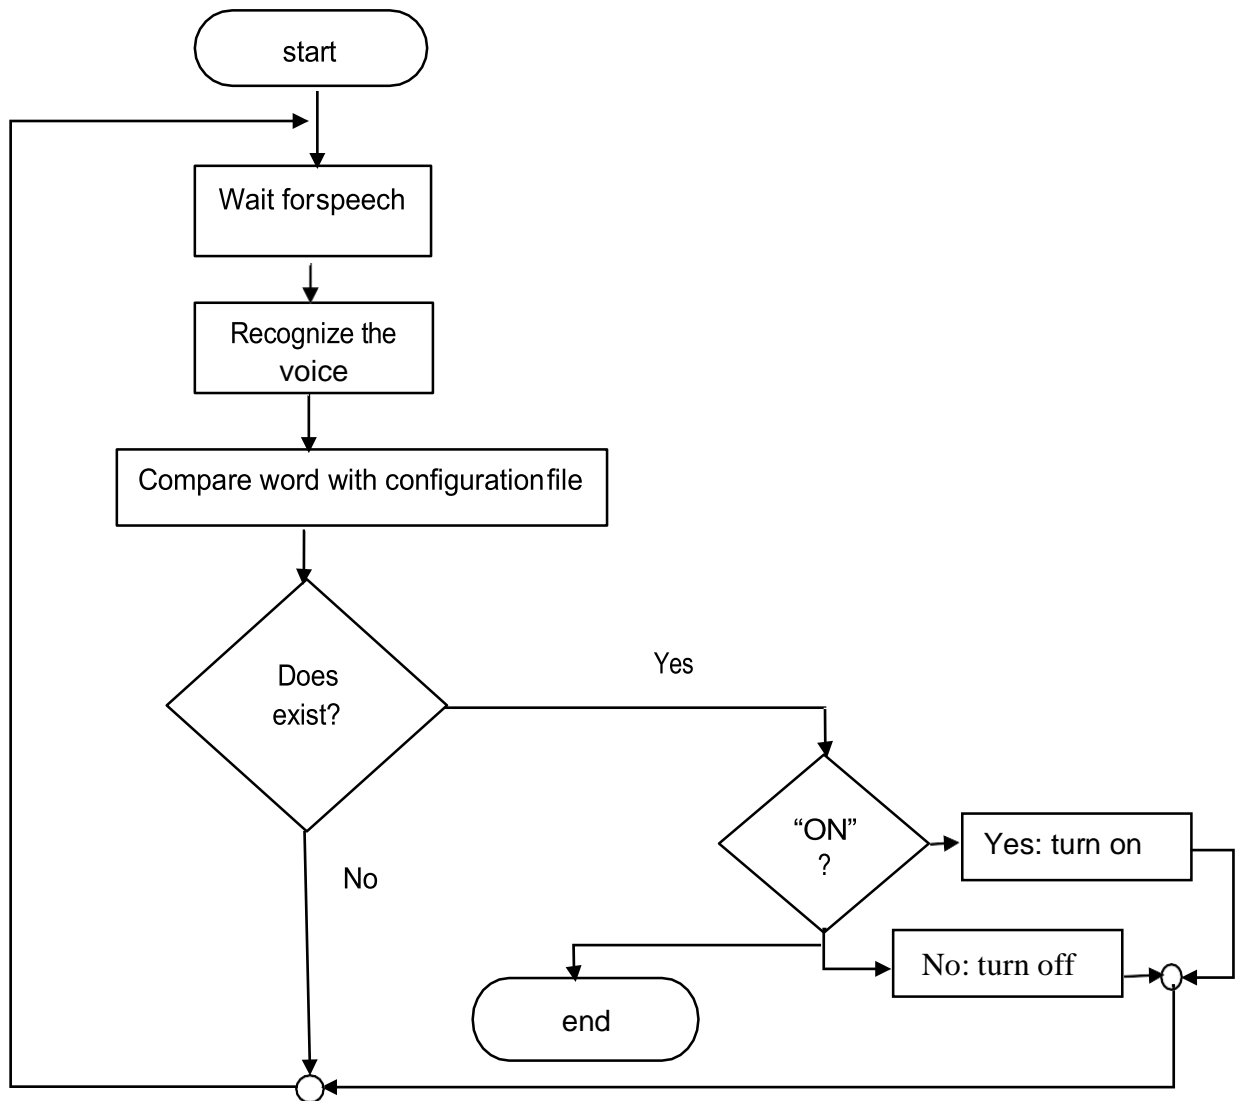 start
Wait forspeech
Recognize the
voice
Compare word with configurationfile
Does
exist?
Yes
“ON”
?
Yes: turn on
No
No: turn off
end